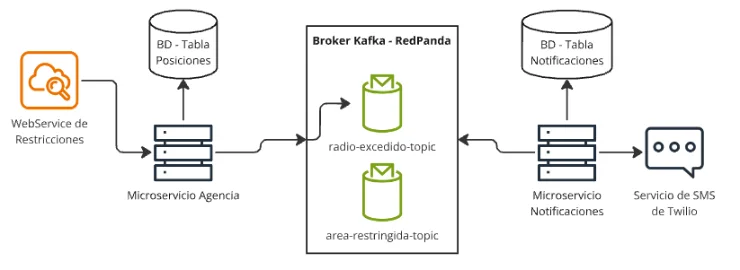 BD - Tabla
Posiciones
Broker Kafka - RedPanda
BD - Tabla
Notificaciones
WebService de
Restricciones
radio-excedido-topic
Microservicio Agencia
Microservicio
Notificaciones
Servicio de SMS
de Twilio
area-restringida-topic